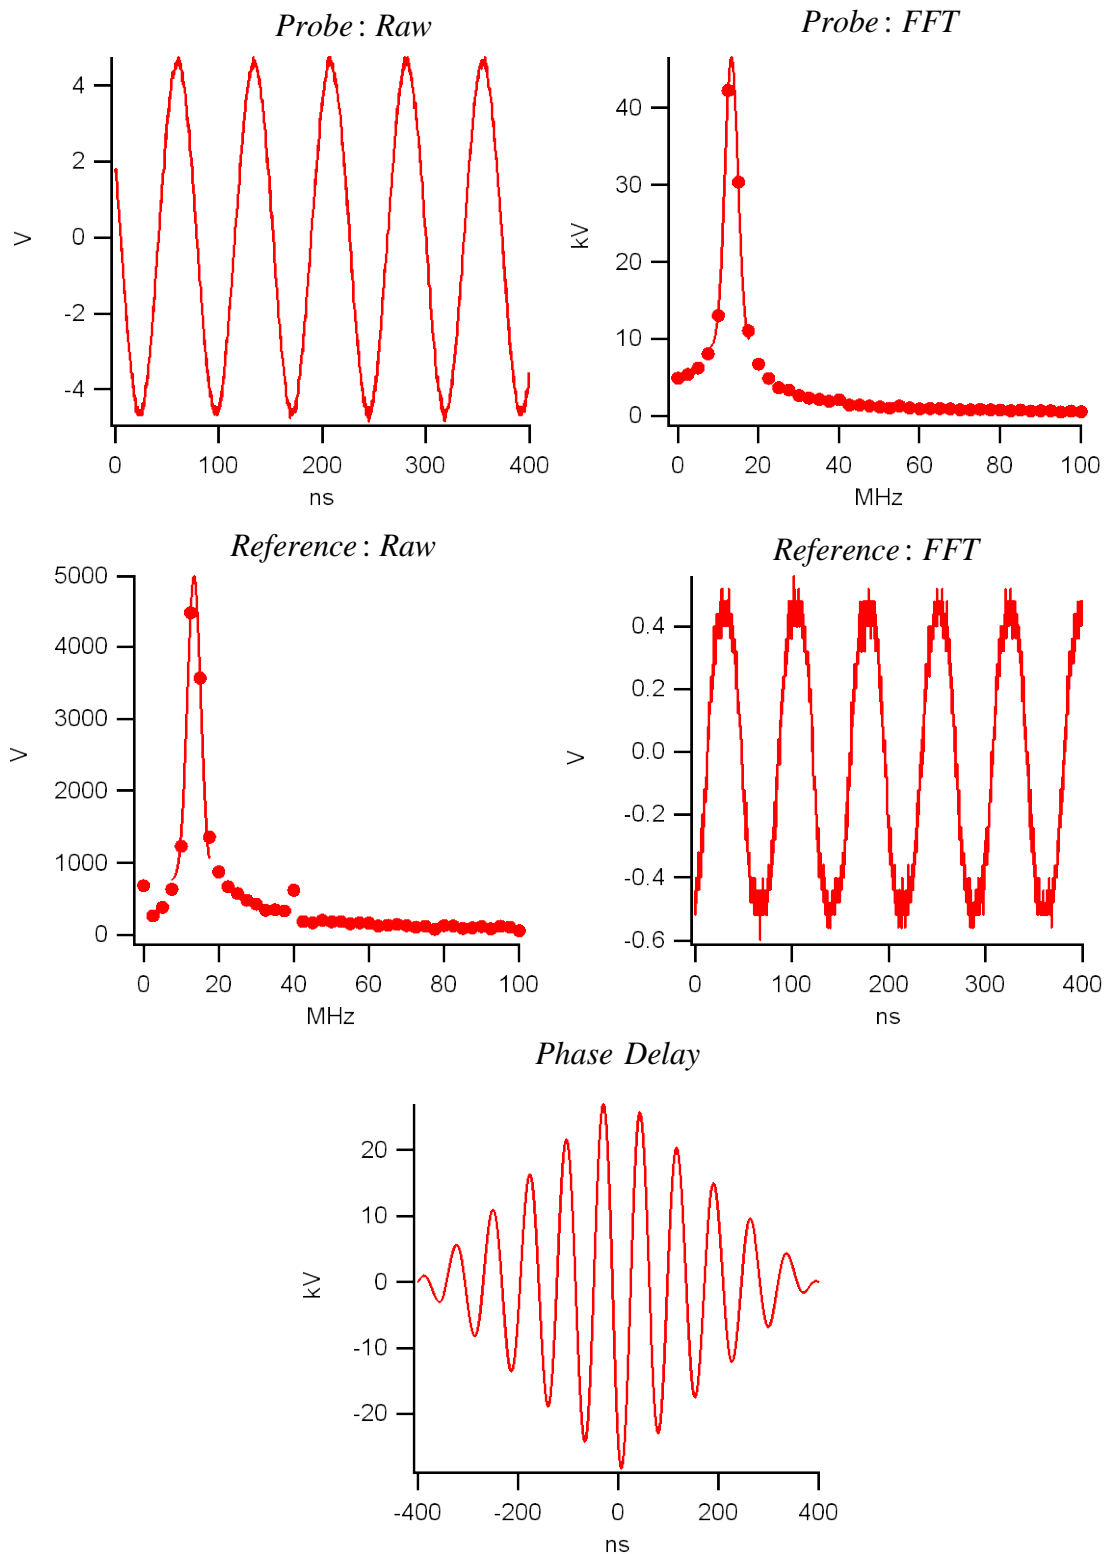 Probe: Raw
4
2
0
-2
-4
V
0 100 200 300 400
ns
Probe: FFT
40
30
20
10
0
kV
0 20 40 60 80 100
MHz
Reference: Raw
5000
4000
3000
2000
1000
0
V
0 20 40 60 80 100
MHz
Reference: FFT
0.4
0.2
0.0
-0.2
-0.4
-0.6
V
0 100 200 300 400
ns
Phase Delay
20
10
0
-10
-20
kV
-400 -200 0 200 400
ns